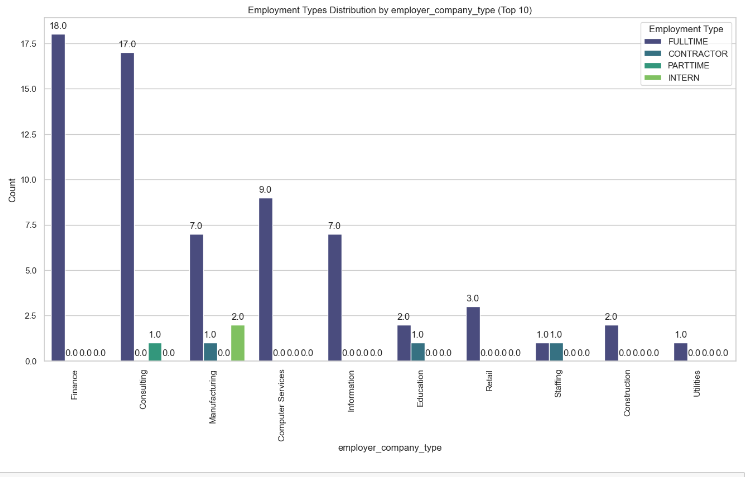 Employment Types Distribution by employer_company_type (Top 10)
Employment Type
FULLTIME
CONTRACTOR
PARTTIME
INTERN
Count
17.5
15.0
12.5
10.0
7.5
5.0
2.5
0.0
18.0
0.0 0.0 0.0
17.0
0.0
1.0
0.0
7.0
1.0
0.0
2.0
9.0
0.0 0.0 0.0
7.0
0.0 0.0 0.0
2.0
1.0
0.0 0.0
3.0
0.0 0.0 0.0
1.0 1.0
0.0 0.0
2.0
0.0 0.0 0.0
1.0
0.0 0.0 0.0
Finance
Consulting
Manufacturing
Computer Services
Information
Education
Retail
Staffing
Construction
Utilities
employer_company_type